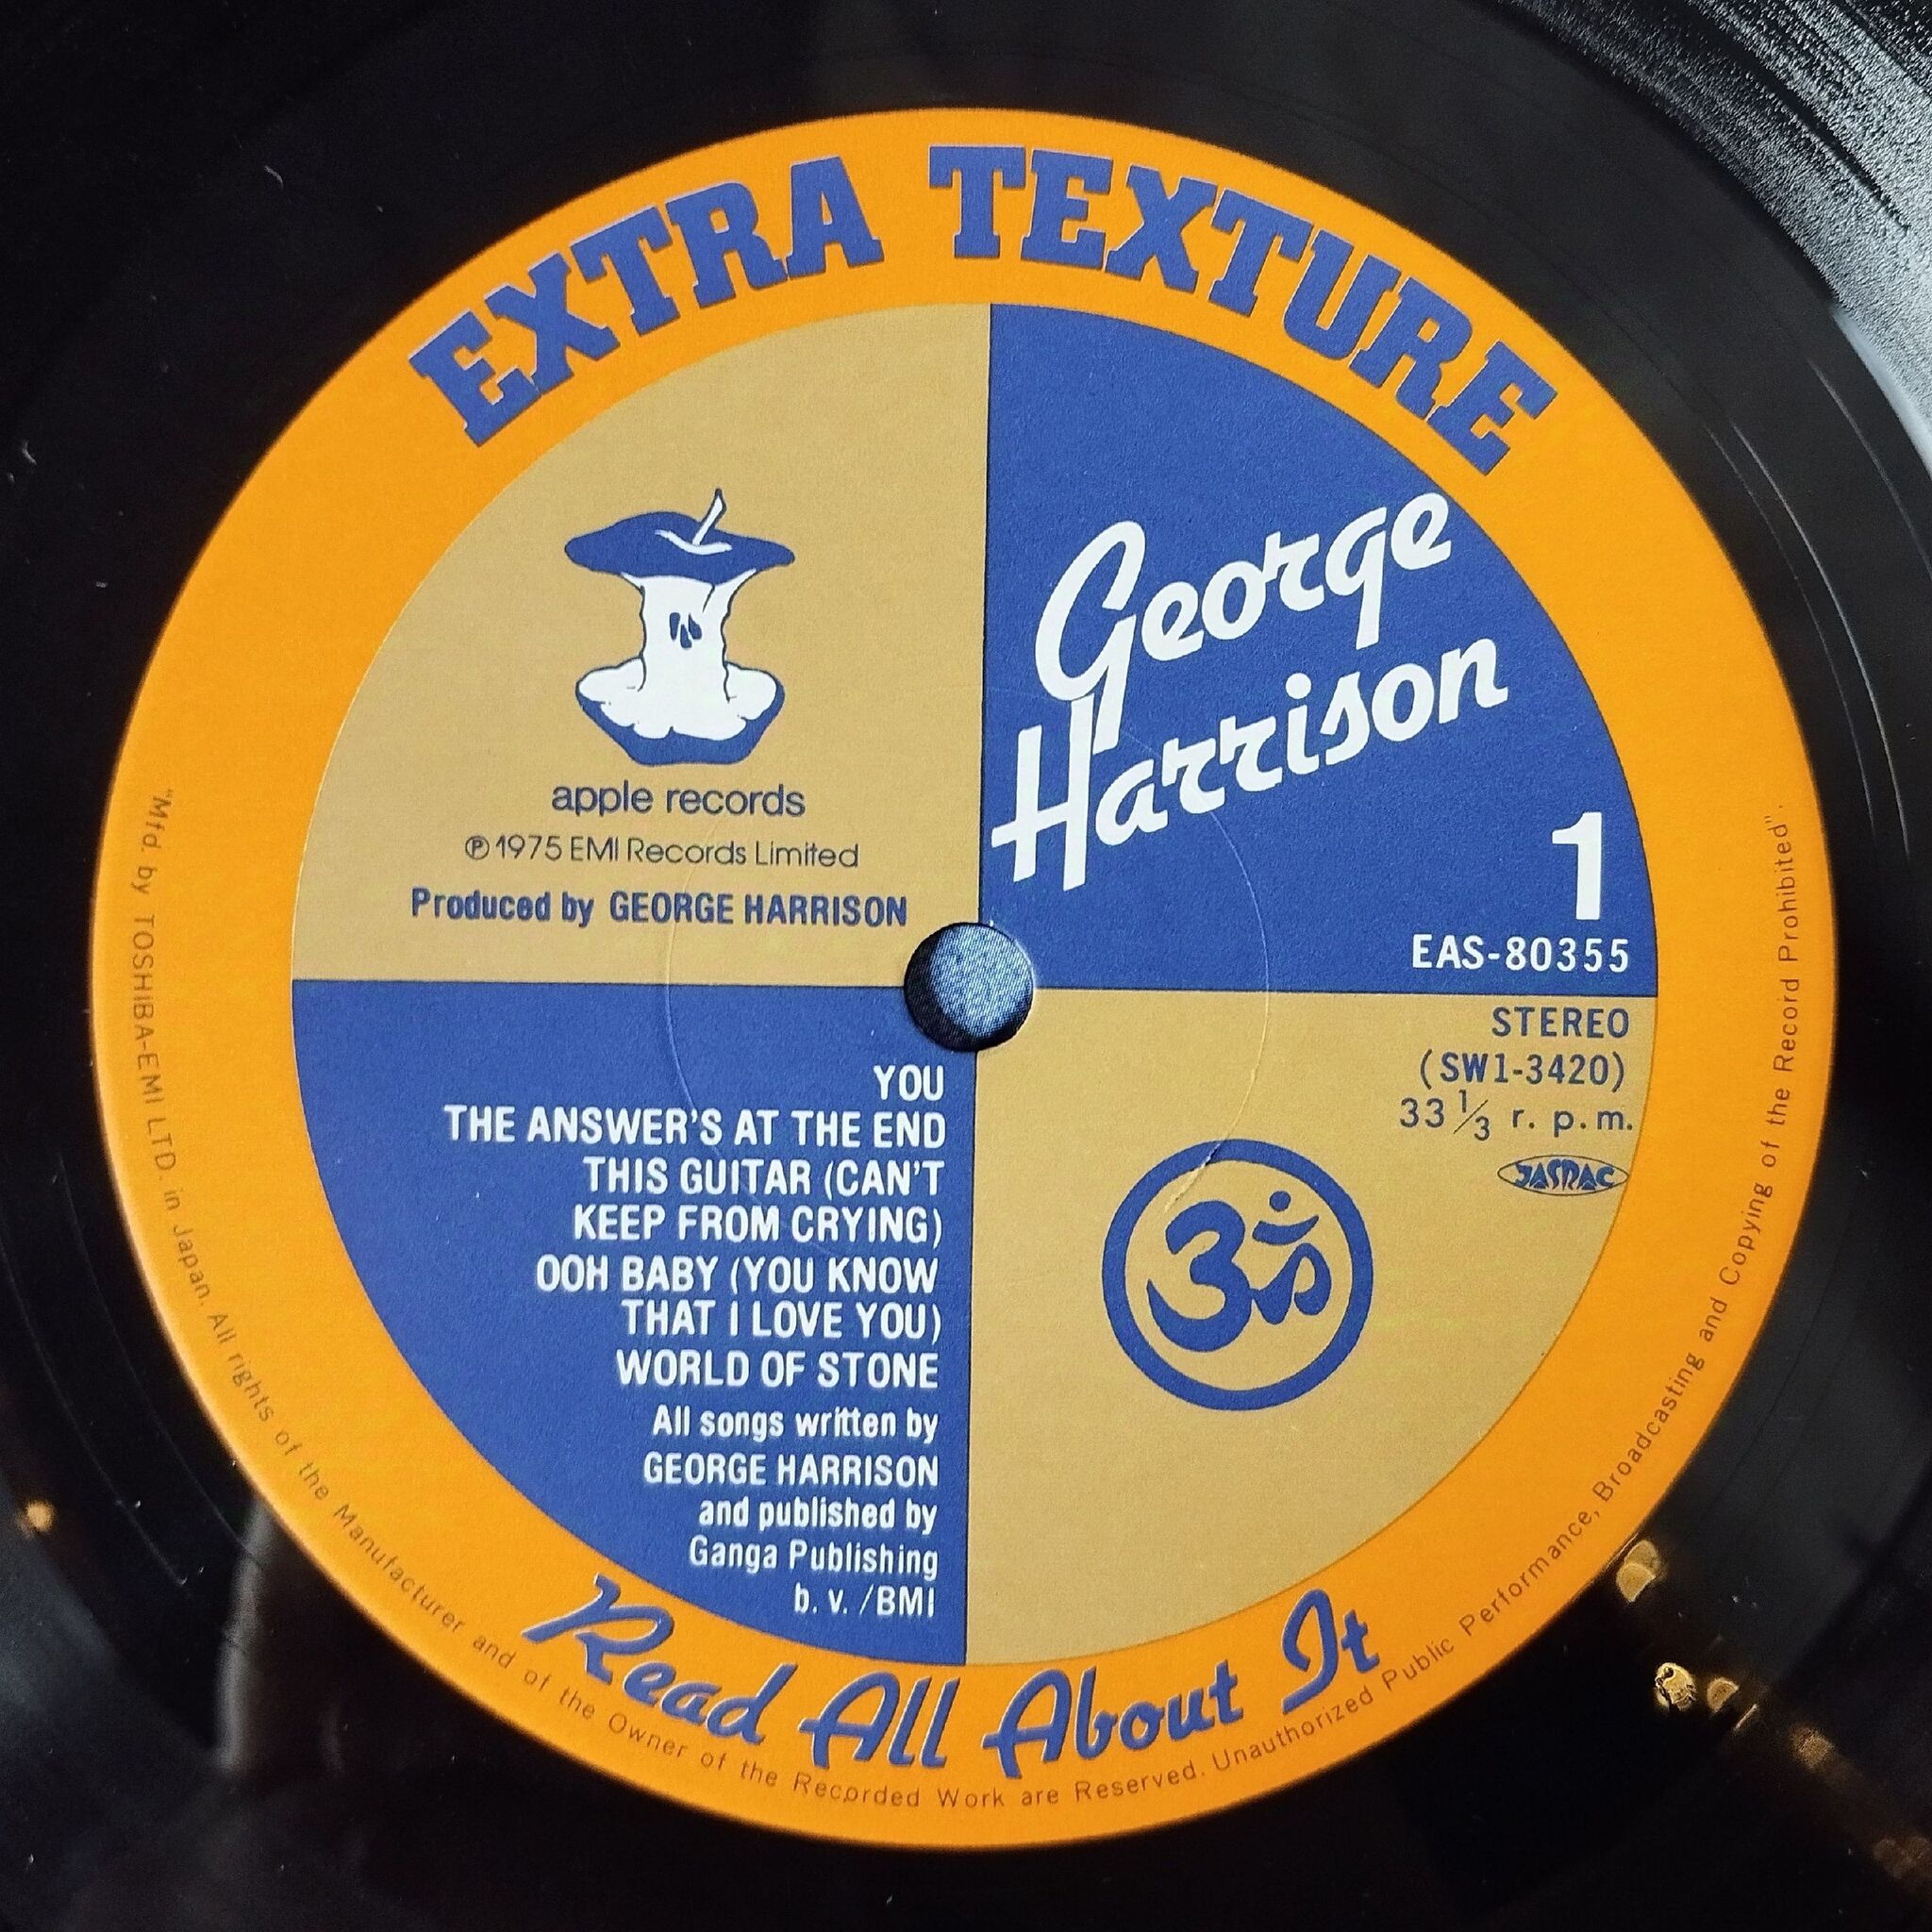 EXTRA TEXTURE
George
Harrison
apple records
℗ 1975 EMI Records Limited
Produced by GEORGE HARRISON
1
EAS-80355
STEREO
(SW1-3420)
33 1/3 r. p. m.
JASRAC
ॐ
YOU
THE ANSWER'S AT THE END
THIS GUITAR (CAN'T
KEEP FROM CRYING)
OOH BABY (YOU KNOW
THAT I LOVE YOU)
WORLD OF STONE
All songs written by
GEORGE HARRISON
and published by
Ganga Publishing
b. v. /BMI
Read All About It
"Mfd. by TOSHIBA-EMI LTD. in Japan. All rights of the Manufacturer and of the Owner of the Recorded Work are Reserved. Unauthorized Public Performance, Broadcasting and Copying of the Record Prohibited".